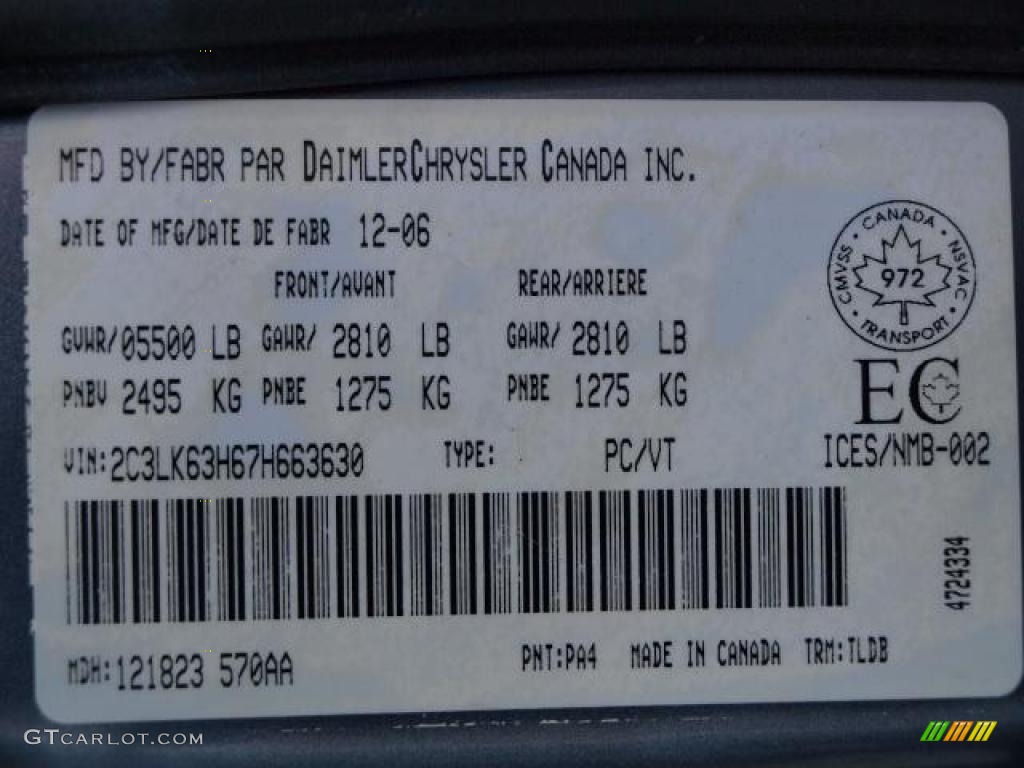 MFD BY/FABR PAR DAIMLERCHRYSLER CANADA INC.
DATE OF MFG/DATE DE FABR 12-06
FRONT/AVANT REAR/ARRIERE
GVWR/05500 LB GAWR/ 2810 LB GAWR/ 2810 LB
PNBV 2495 KG PNBE 1275 KG PNBE 1275 KG
VIN:2C3LK63H67H663630 TYPE: PC/VT
CANADA • NSVAC • TRANSPORT • CMVSS •
972
EC
ICES/NMB-002
4724334
MDH:121823 570AA PNT:PA4 MADE IN CANADA TRM:TLDB
GTCARLOT.COM